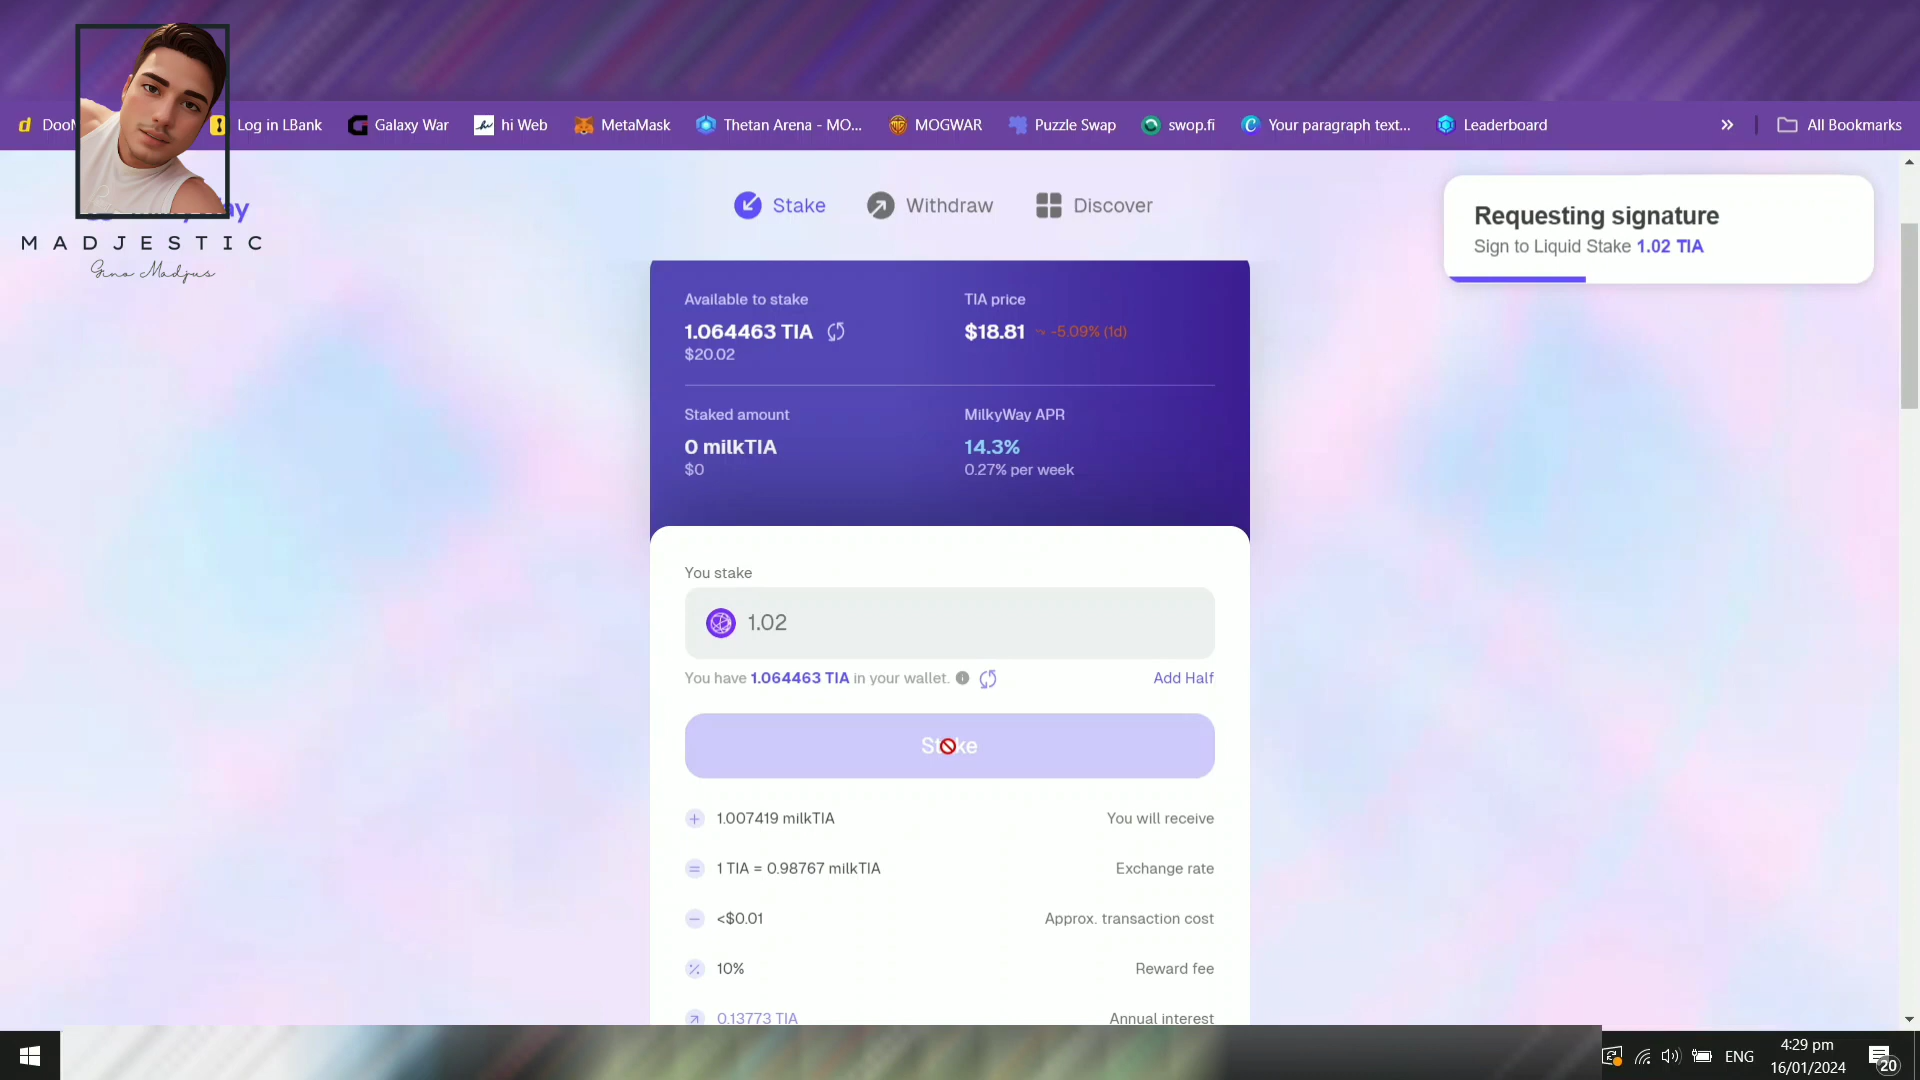 Log in LBank
Galaxy War
hi Web
MetaMask
Thetan Arena - MO...
MOGWAR
Puzzle Swap
swop.fi
Your paragraph text...
Leaderboard
»
All Bookmarks
MADJESTIC
Gino Madjus
Stake
Withdraw
Discover
Requesting signature
Sign to Liquid Stake 1.02 TIA
Available to stake
1.064463 TIA
$20.02
TIA price
$18.81
-5.09% (1d)
Staked amount
0 milkTIA
$0
MilkyWay APR
14.3%
0.27% per week
You stake
1.02
You have 1.064463 TIA in your wallet.
Add Half
Stake
1.007419 milkTIA
You will receive
1 TIA = 0.98767 milkTIA
Exchange rate
<$0.01
Approx. transaction cost
10%
Reward fee
0.13773 TIA
Annual interest
ENG
4:29 pm
16/01/2024
20